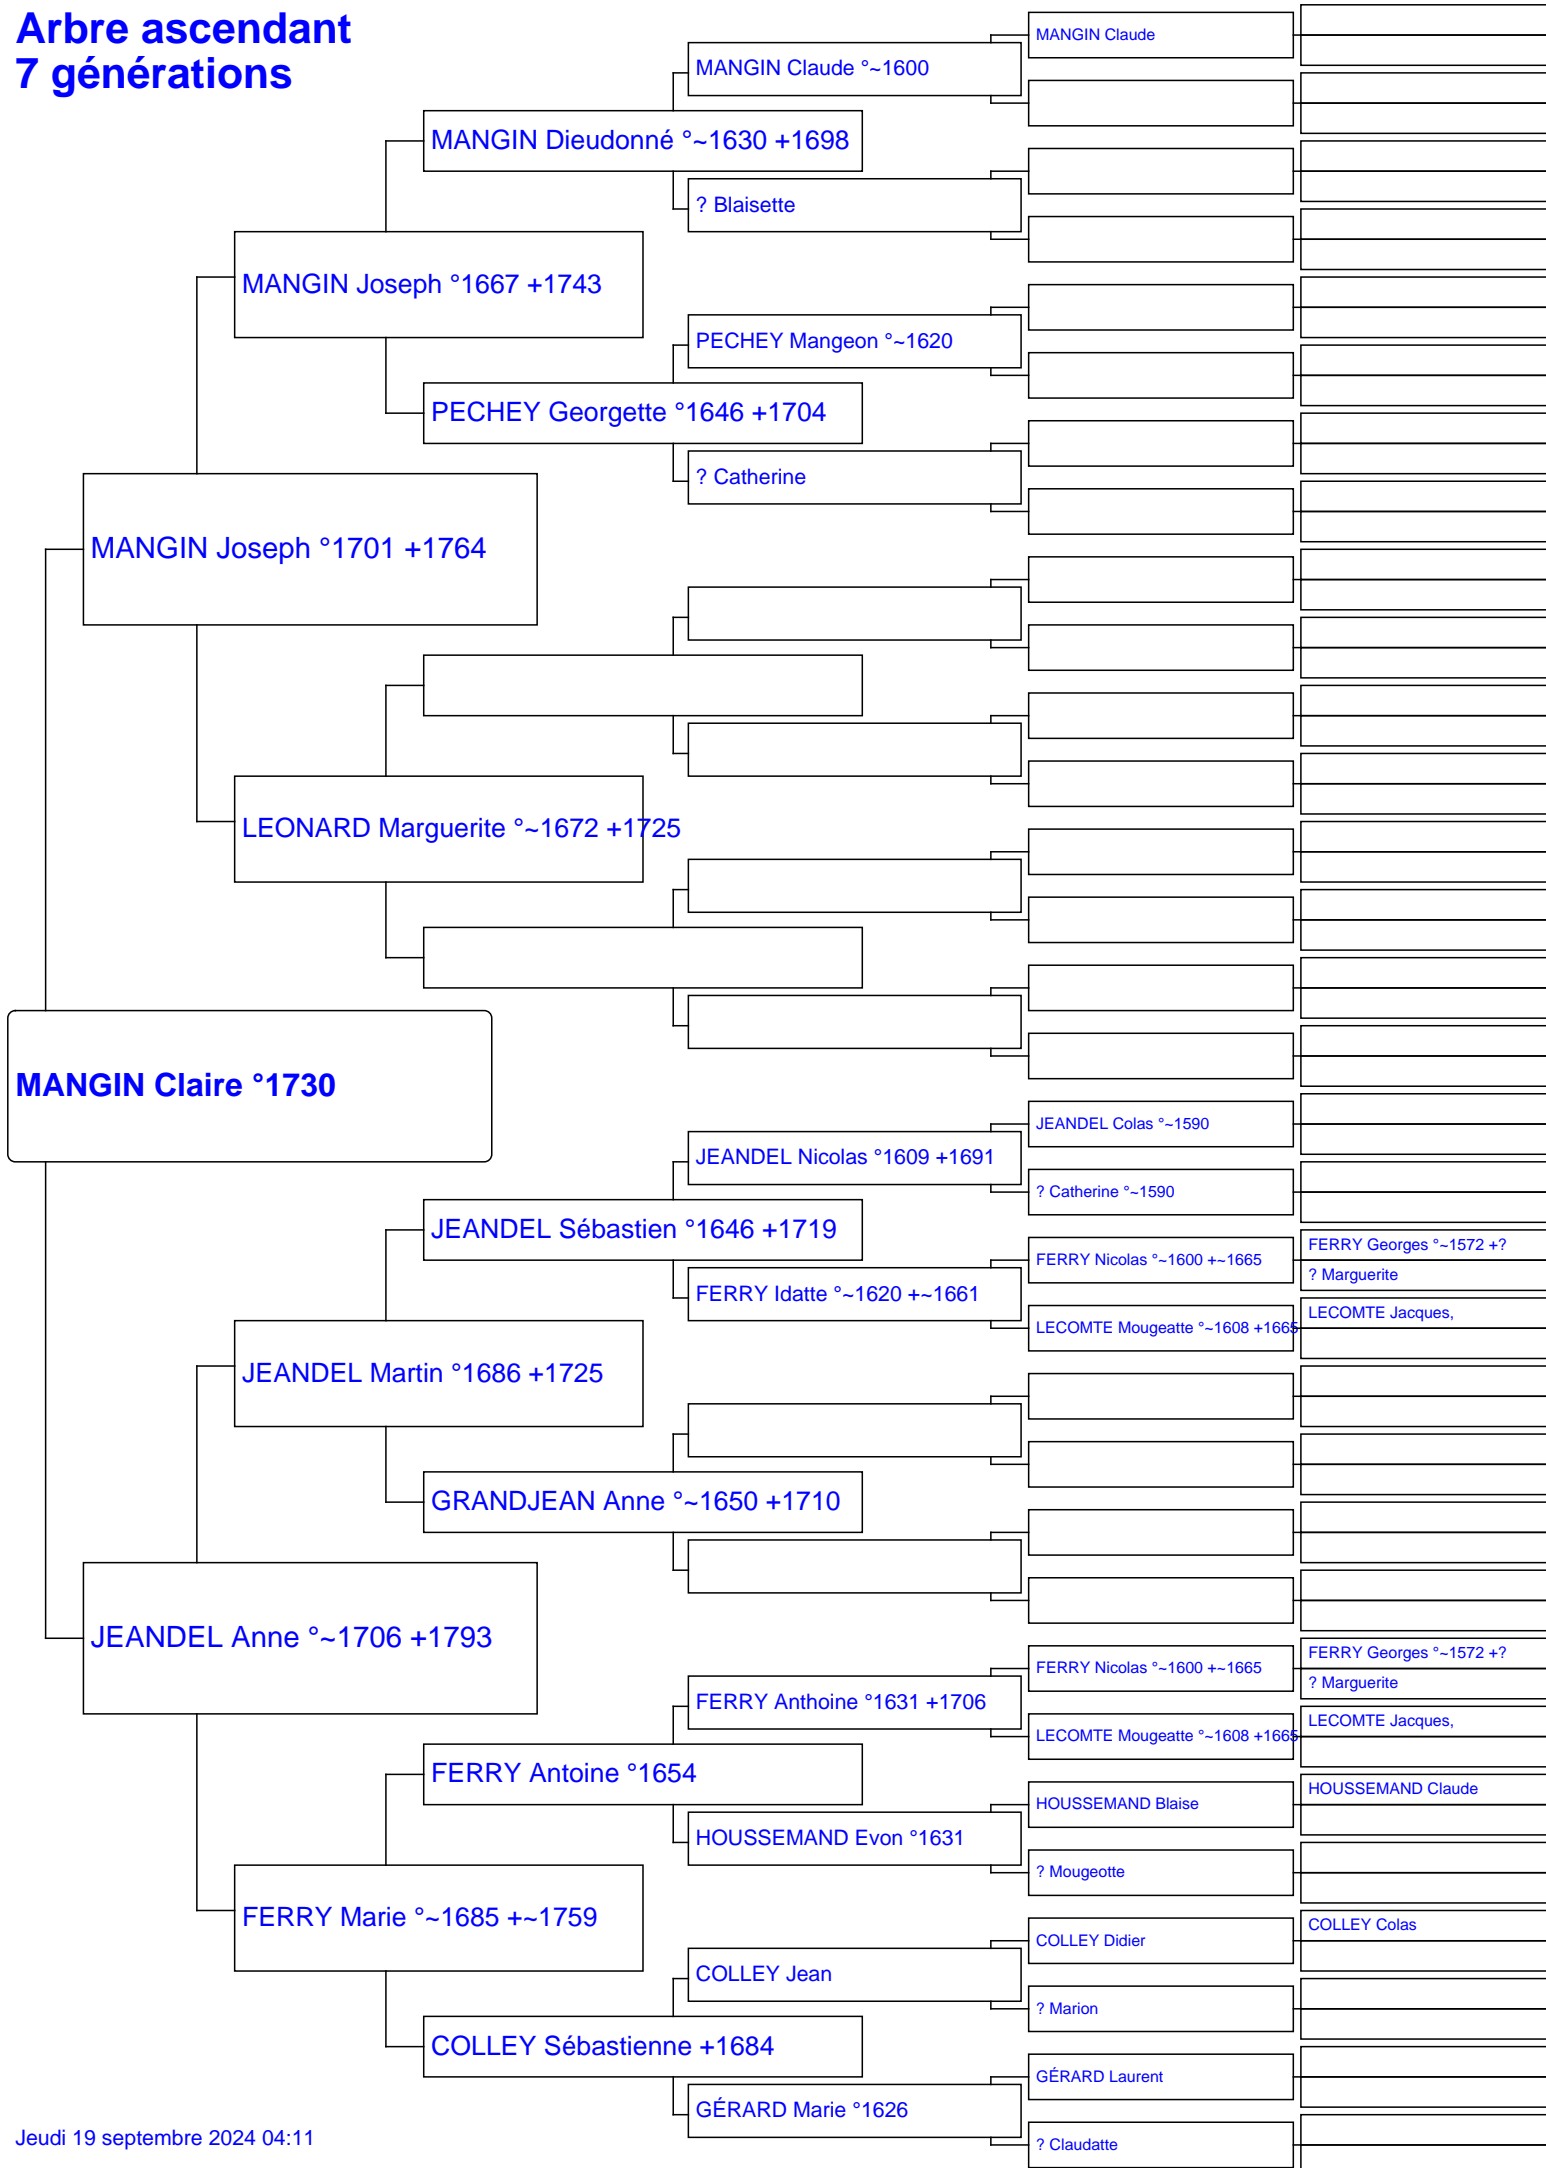 Arbre ascendant
7 générations
MANGIN Claude
MANGIN Claude °~1600
MANGIN Dieudonné °~1630 +1698
? Blaisette
MANGIN Joseph °1667 +1743
PECHEY Mangeon °~1620
PECHEY Georgette °1646 +1704
? Catherine
MANGIN Joseph °1701 +1764
LEONARD Marguerite °~1672 +1725
MANGIN Claire °1730
JEANDEL Colas °~1590
JEANDEL Nicolas °1609 +1691
? Catherine °~1590
JEANDEL Sébastien °1646 +1719
FERRY Georges °~1572 +?
FERRY Nicolas °~1600 +~1665
? Marguerite
FERRY Idatte °~1620 +~1661
LECOMTE Jacques,
LECOMTE Mougeatte °~1608 +1665
JEANDEL Martin °1686 +1725
GRANDJEAN Anne °~1650 +1710
JEANDEL Anne °~1706 +1793
FERRY Georges °~1572 +?
FERRY Nicolas °~1600 +~1665
? Marguerite
FERRY Anthoine °1631 +1706
LECOMTE Jacques,
LECOMTE Mougeatte °~1608 +1665
FERRY Antoine °1654
HOUSSEMAND Claude
HOUSSEMAND Blaise
HOUSSEMAND Evon °1631
? Mougeotte
FERRY Marie °~1685 +~1759
COLLEY Colas
COLLEY Didier
COLLEY Jean
? Marion
COLLEY Sébastienne +1684
GÉRARD Laurent
GÉRARD Marie °1626
? Claudatte
Jeudi 19 septembre 2024 04:11